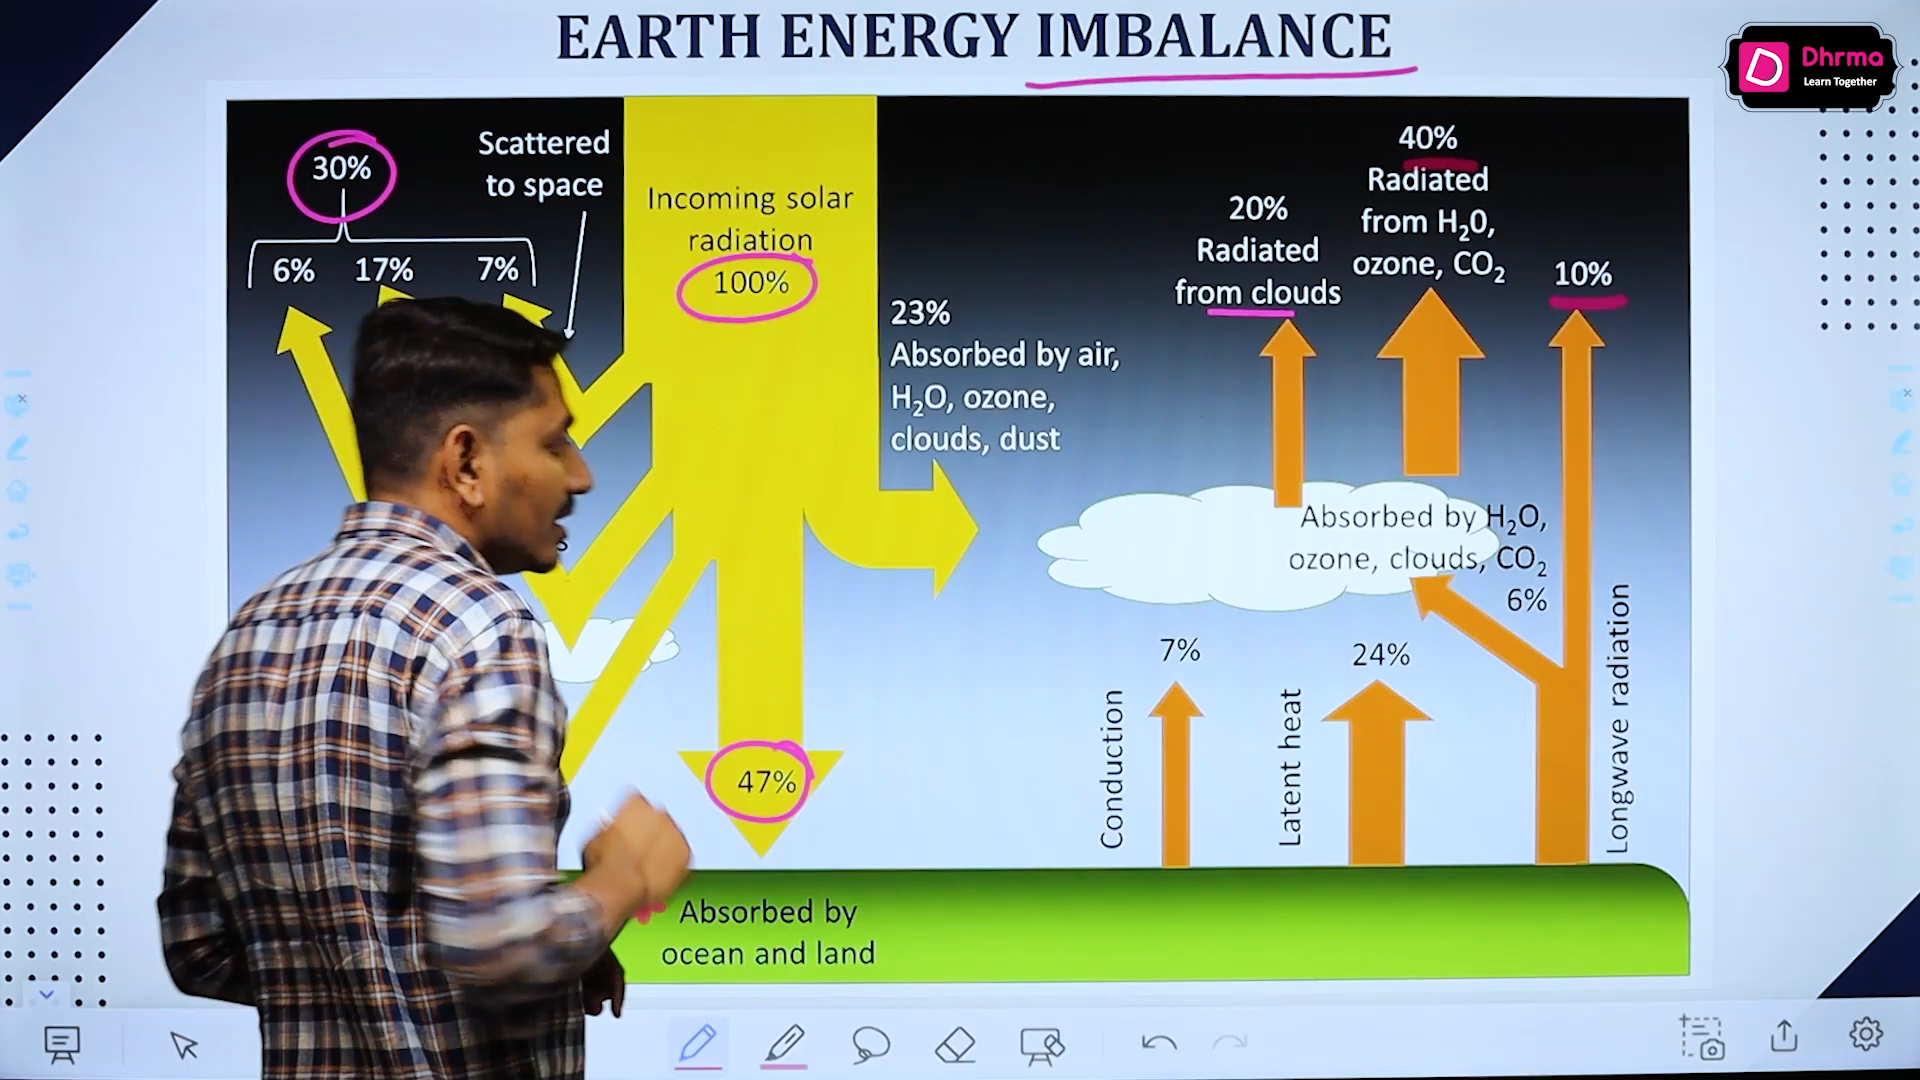 EARTH ENERGY IMBALANCE
Dhrma
Learn Together
30%
6% 17% 7%
Scattered
to space
Incoming solar
radiation
100%
23%
Absorbed by air,
H₂O, ozone,
clouds, dust
20%
Radiated
from clouds
40%
Radiated
from H₂0,
ozone, CO₂
10%
Absorbed by H₂O,
ozone, clouds, CO₂
6%
7%
24%
Conduction
Latent heat
Longwave radiation
47%
Absorbed by
ocean and land